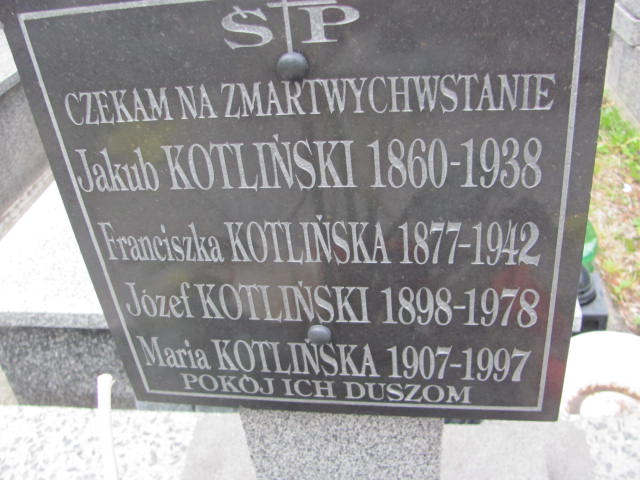 ŚP
CZEKAM NA ZMARTWYCHWSTANIE
Jakub KOTLIŃSKI 1860-1938
Franciszka KOTLIŃSKA 1877-1942
Józef KOTLIŃSKI 1898-1978
Maria KOTLIŃSKA 1907-1997
POKÓJ ICH DUSZOM